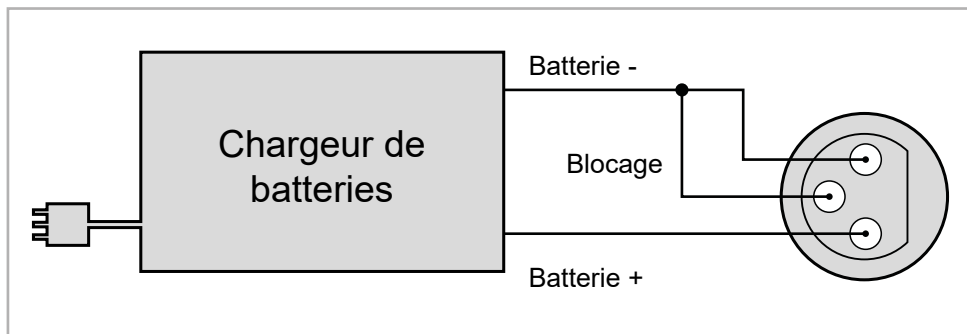 Batterie -
Chargeur de
batteries
Blocage
Batterie +